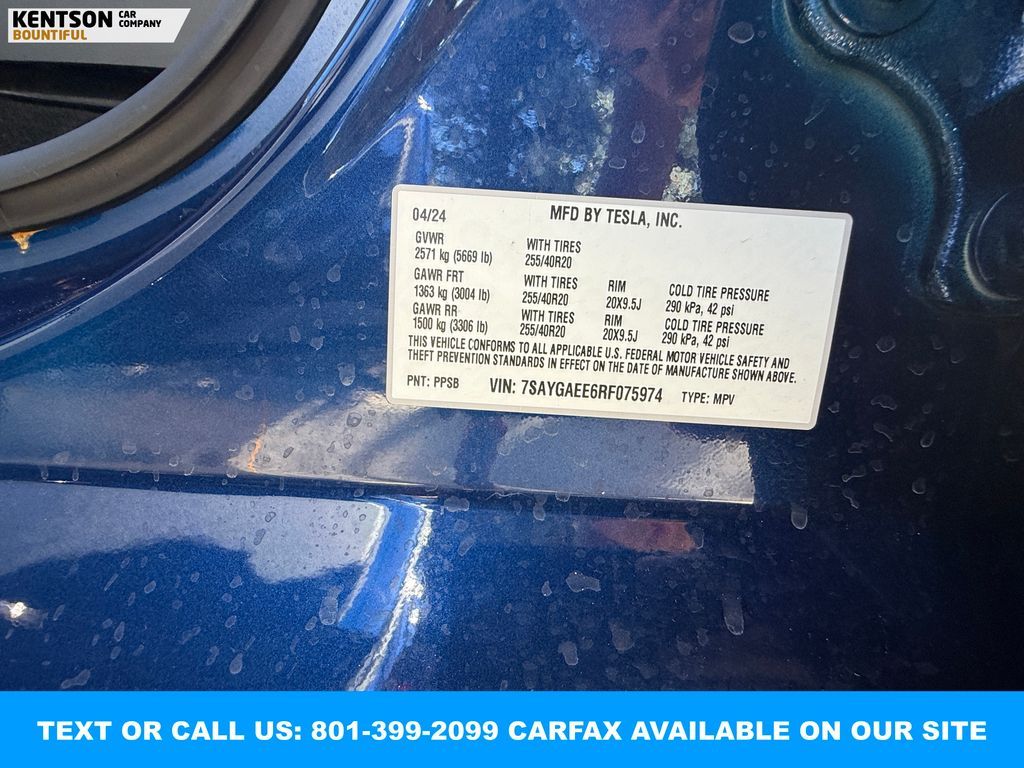 KENTSON CAR COMPANY
BOUNTIFUL
04/24 MFD BY TESLA, INC.
GVWR WITH TIRES
2571 kg (5669 lb) 255/40R20
GAWR FRT WITH TIRES RIM COLD TIRE PRESSURE
1363 kg (3004 lb) 255/40R20 20X9.5J 290 kPa, 42 psi
GAWR RR WITH TIRES RIM COLD TIRE PRESSURE
1500 kg (3306 lb) 255/40R20 20X9.5J 290 kPa, 42 psi
THIS VEHICLE CONFORMS TO ALL APPLICABLE U.S. FEDERAL MOTOR VEHICLE SAFETY AND
THEFT PREVENTION STANDARDS IN EFFECT ON THE DATE OF MANUFACTURE SHOWN ABOVE.
PNT: PPSB VIN: 7SAYGAEE6RF075974 TYPE: MPV
TEXT OR CALL US: 801-399-2099 CARFAX AVAILABLE ON OUR SITE